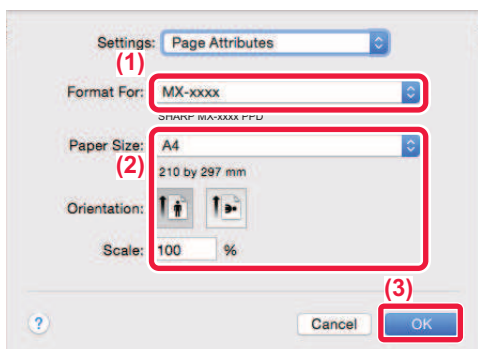 Settings: Page Attributes
(1)
Format For: MX-xxxx
SHARP MX-xxxx PPD
Paper Size: A4
(2)
210 by 297 mm
Orientation:
Scale: 100 %
(3)
? Cancel OK